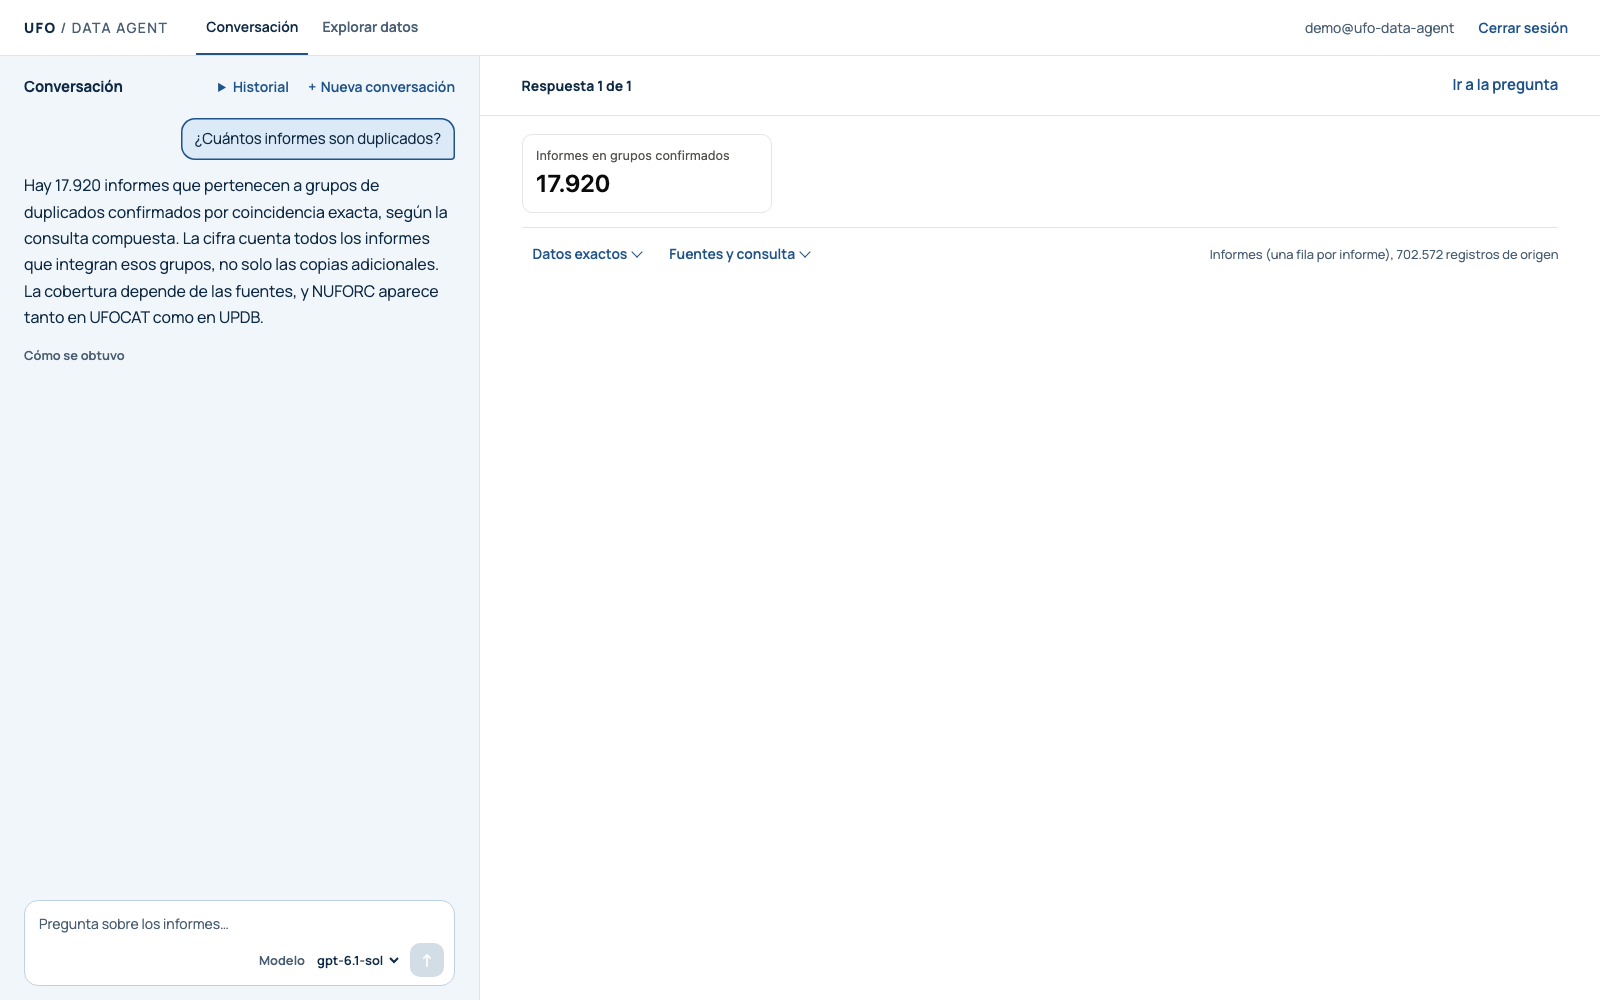 UFO / DATA AGENT
Conversación
Explorar datos
demo@ufo-data-agent
Cerrar sesión
Conversación
▶ Historial
+ Nueva conversación
¿Cuántos informes son duplicados?
Hay 17.920 informes que pertenecen a grupos de
duplicados confirmados por coincidencia exacta, según la
consulta compuesta. La cifra cuenta todos los informes
que integran esos grupos, no solo las copias adicionales.
La cobertura depende de las fuentes, y NUFORC aparece
tanto en UFOCAT como en UPDB.
Cómo se obtuvo
Pregunta sobre los informes…
Modelo gpt-6.1-sol
Respuesta 1 de 1
Ir a la pregunta
Informes en grupos confirmados
17.920
Datos exactos
Fuentes y consulta
Informes (una fila por informe), 702.572 registros de origen